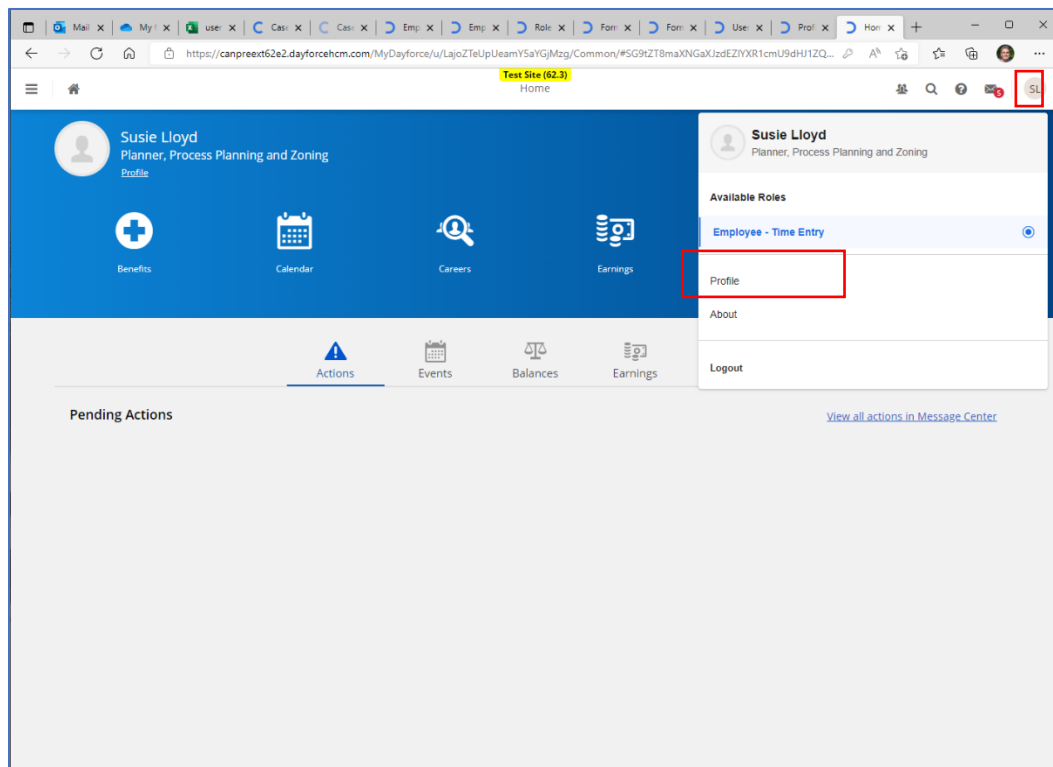 Mail
My
user
Case
Case
Emp
Emp
Role
Form
Form
User
Prof
Hom
https://canpreext62e2.dayforcehcm.com/MyDayforce/u/LajoZTeUpUeamY5aYGjMzg/Common/#SG9tZT8maXNGaXJzdEZlYXR1cmU9dHJ1ZQ...
Test Site (62.3)
Home
5
SL
Susie Lloyd
Planner, Process Planning and Zoning
Profile
Benefits
Calendar
Careers
Earnings
Susie Lloyd
Planner, Process Planning and Zoning
Available Roles
Employee - Time Entry
Profile
About
Logout
Actions
Events
Balances
Earnings
Pending Actions
View all actions in Message Center